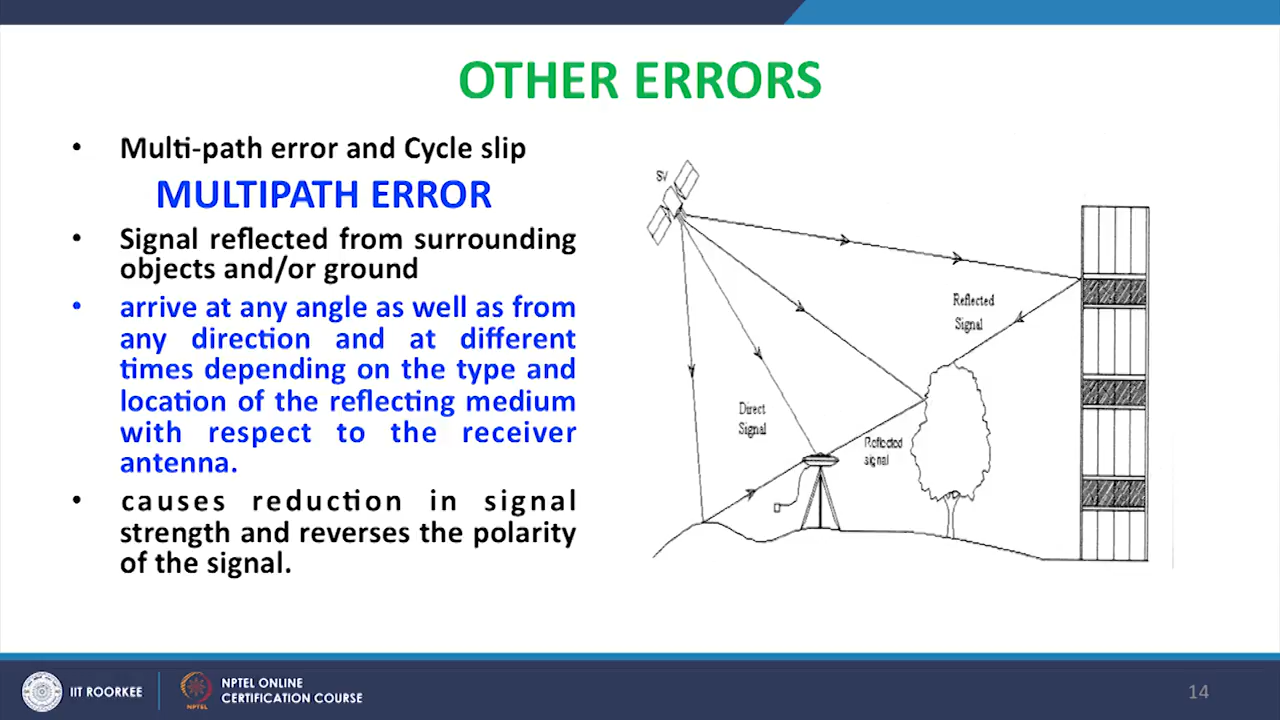 OTHER ERRORS
• Multi-path error and Cycle slip
MULTIPATH ERROR
• Signal reflected from surrounding
objects and/or ground
• arrive at any angle as well as from
any direction and at different
times depending on the type and
location of the reflecting medium
with respect to the receiver
antenna.
• causes reduction in signal
strength and reverses the polarity
of the signal.
SV
Reflected
Signal
Direct
Signal
Reflected
signal
IIT ROORKEE
NPTEL
NPTEL ONLINE
CERTIFICATION COURSE
14